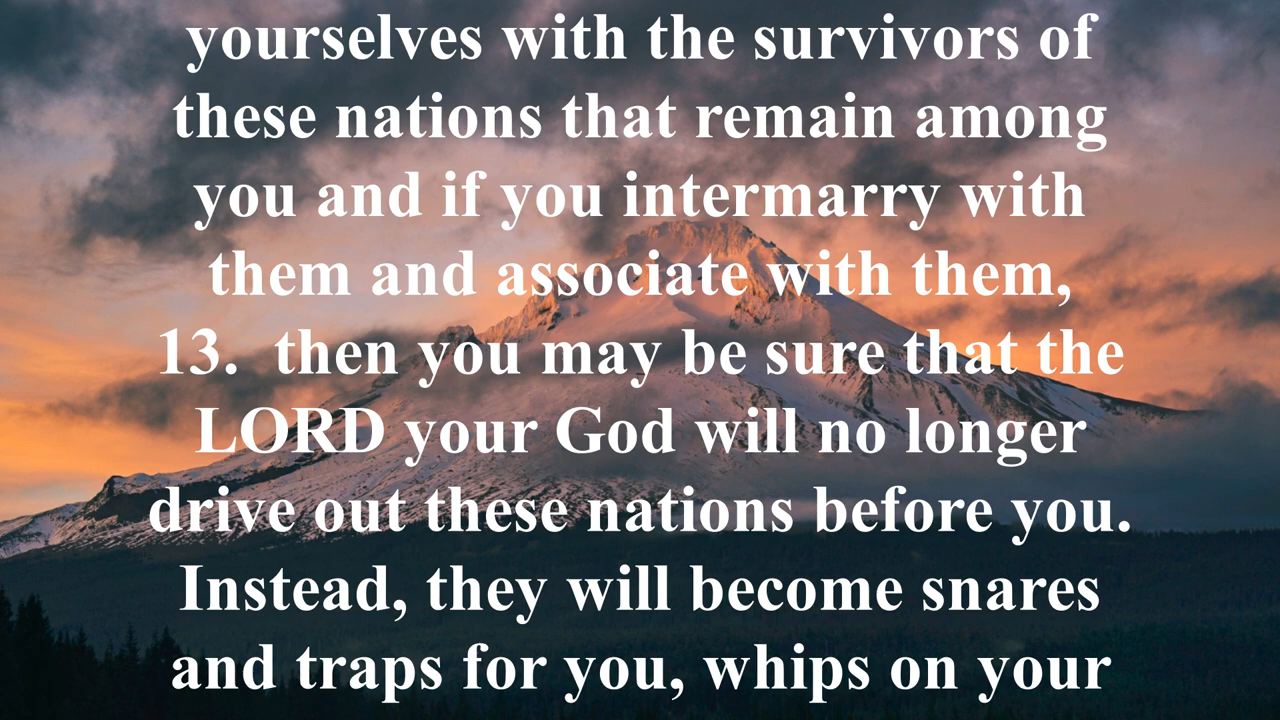 yourselves with the survivors of
these nations that remain among
you and if you intermarry with
them and associate with them,
13.  then you may be sure that the
LORD your God will no longer
drive out these nations before you.
Instead, they will become snares
and traps for you, whips on your